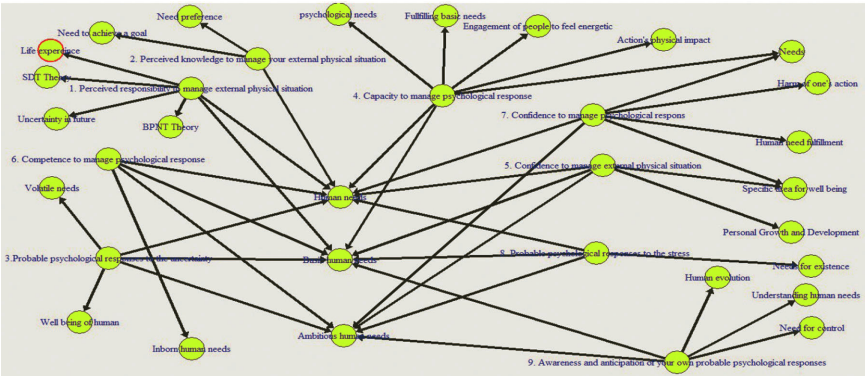 Need preference
psychological needs
Fullfilling basic needs
Engagement of people to feel energetic
Need to achieve a goal
Action's physical impact
Life experdince
Needs
2. Perceived knowledge to manage your external physical situation
SDT Theory
1. Perceived responsibility to manage external physical situation
Harm of one's action
4. Capacity to manage psychological response
7. Confidence to manage psychological respons
Uncertainty in future
BPNT Theory
Human need fulfillment
6. Competence to manage psychological response
5. Confidence to manage external physical situation
Volatile needs
Human needs
Specific area for well being
Personal Growth and Development
3.Probable psychological responses to the uncertainty
Basic human needs
8. Probable psychological responses to the stress
Needs for existence
Human evolution
Understanding human needs
Well being of human
Ambitious human needs
Need for control
Inborn human needs
9. Awareness and anticipation of your own probable psychological responses